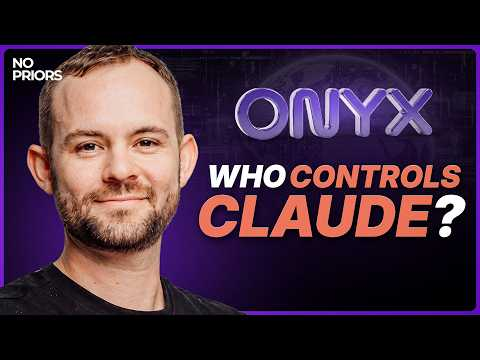 NO
PRIORS
ONYX
WHO CONTROLS
CLAUDE?